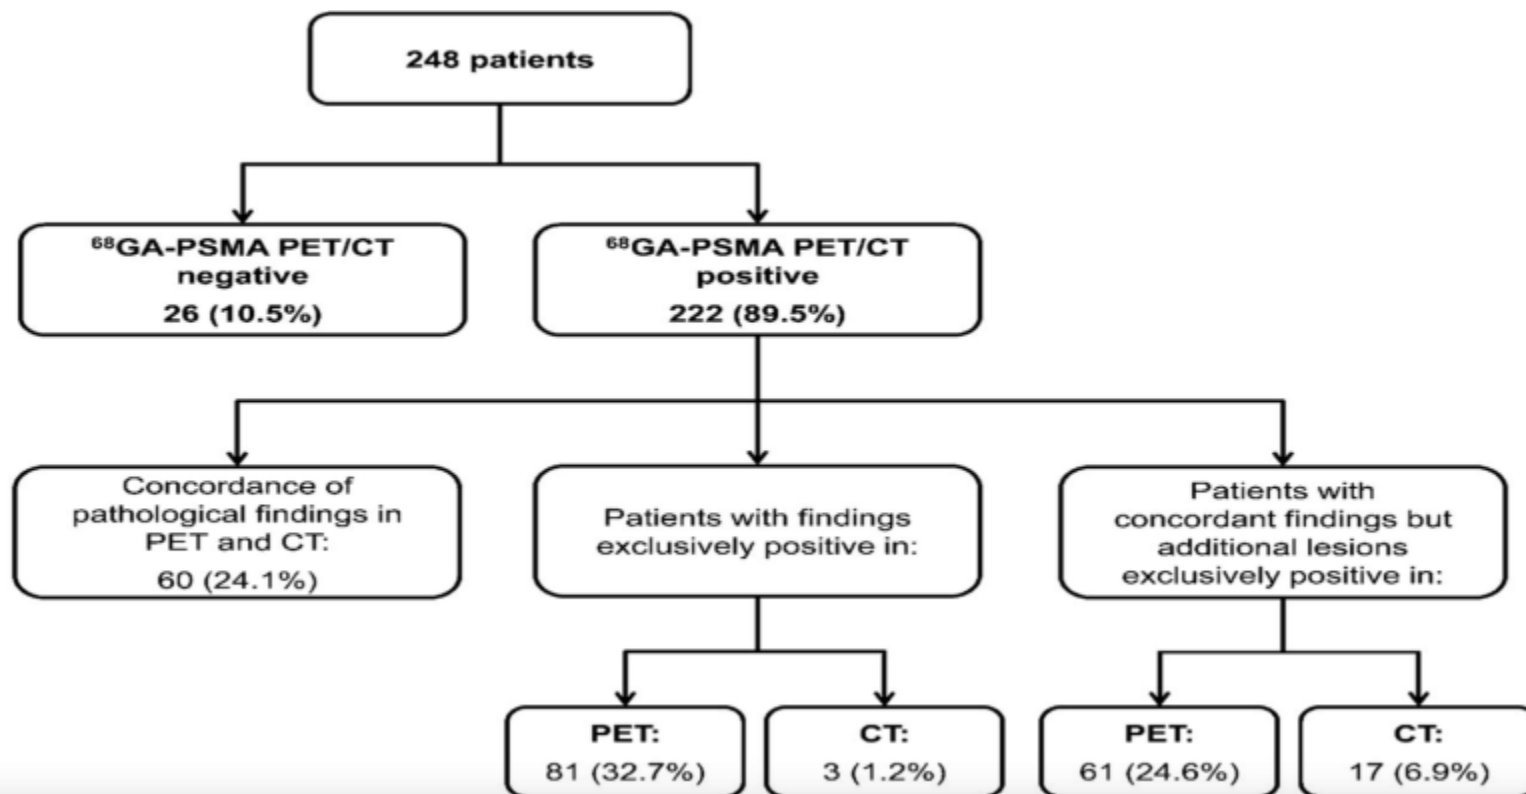 248 patients
⁶⁸GA-PSMA PET/CT
negative
26 (10.5%)
⁶⁸GA-PSMA PET/CT
positive
222 (89.5%)
Concordance of
pathological findings in
PET and CT:
60 (24.1%)
Patients with findings
exclusively positive in:
Patients with
concordant findings but
additional lesions
exclusively positive in:
PET:
81 (32.7%)
CT:
3 (1.2%)
PET:
61 (24.6%)
CT:
17 (6.9%)